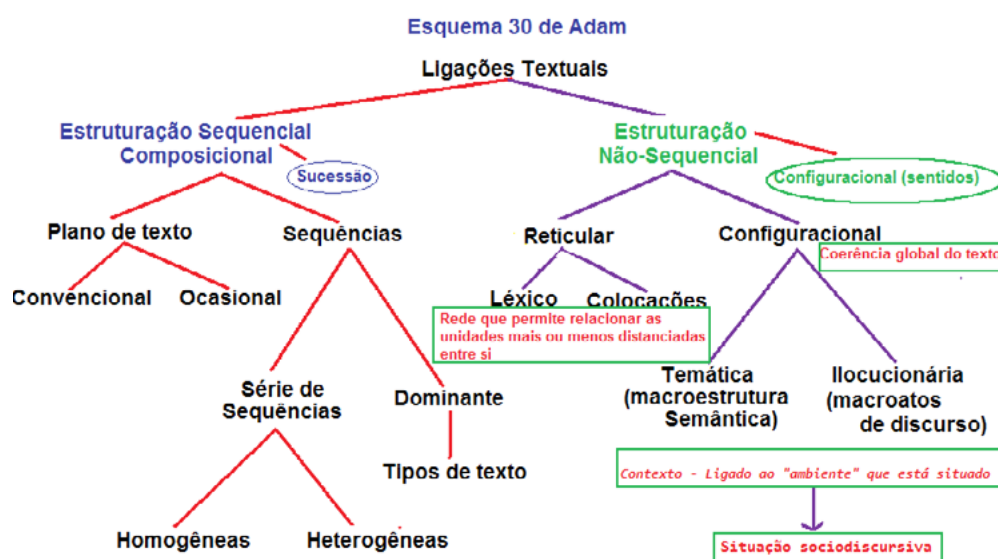 Esquema 30 de Adam
Ligações Textuais
Estruturação Sequencial
Composicional
Sucessão
Estruturação
Não-Sequencial
Configuracional (sentidos)
Plano de texto
Sequências
Reticular
Configuracional
Coerência global do texto
Convencional
Ocasional
Léxico
Colocações
Rede que permite relacionar as
unidades mais ou menos distanciadas
entre si
Série de
Sequências
Dominante
Temática
(macroestrutura
Semântica)
Ilocucionária
(macroatos
de discurso)
Tipos de texto
Contexto - Ligado ao "ambiente" que está situado
Homogêneas
Heterogêneas
Situação sociodiscursiva